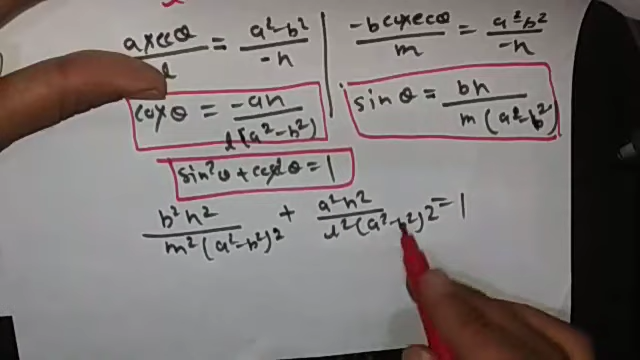 a secθ / l = a²-b² / -n
-b cosecθ / m = a²-b² / -n
cosθ = -an / l(a²-b²)
sinθ = bn / m(a²-b²)
sin²θ + cos²θ = 1
b²n² / m²(a²-b²)² + a²n² / l²(a²-b²)² = 1